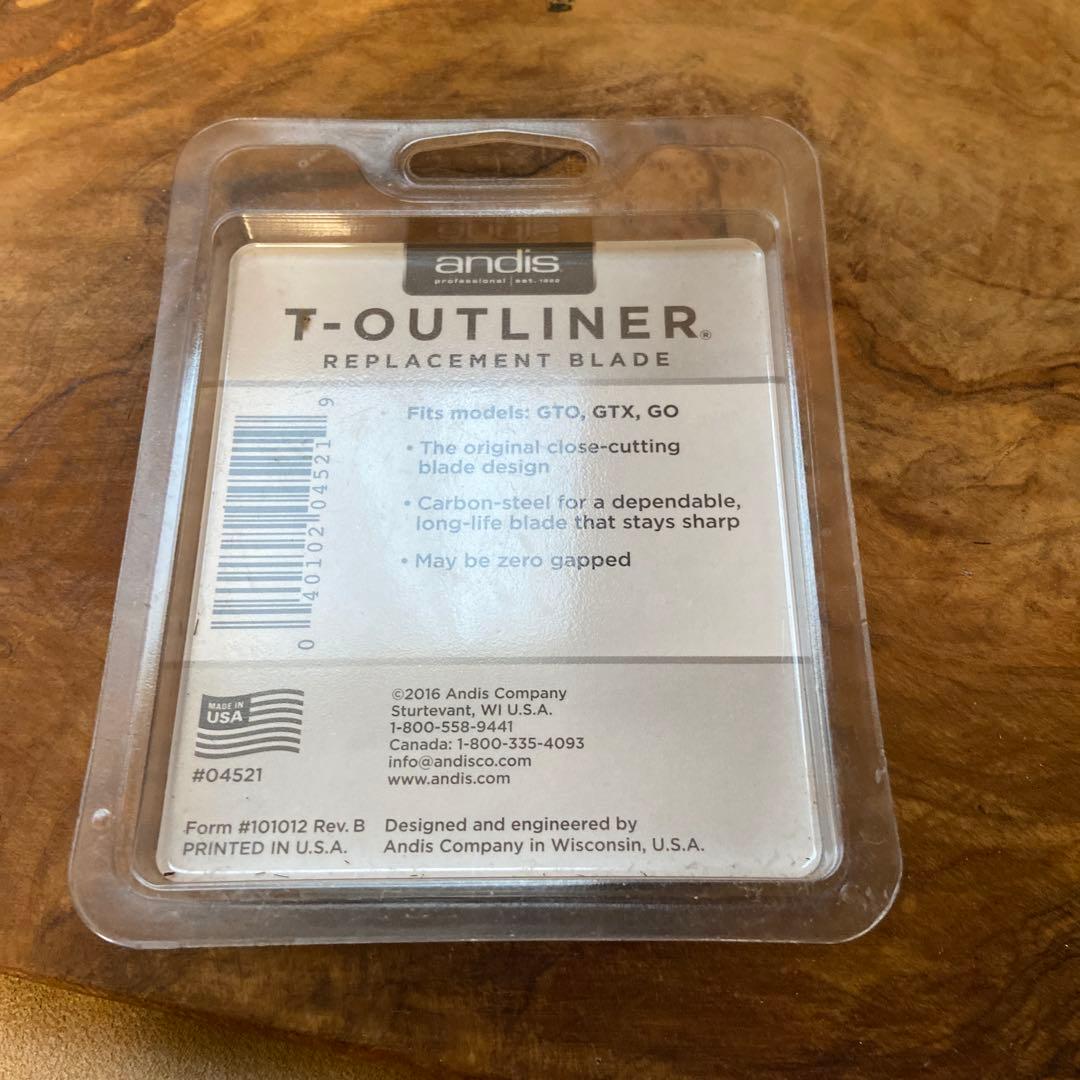 andis
professional | est. 1922
T-OUTLINER®
REPLACEMENT BLADE
Fits models: GTO, GTX, GO
• The original close-cutting
blade design
• Carbon-steel for a dependable,
long-life blade that stays sharp
• May be zero gapped
0 40102 04521 9
MADE IN
USA
#04521
©2016 Andis Company
Sturtevant, WI U.S.A.
1-800-558-9441
Canada: 1-800-335-4093
info@andisco.com
www.andis.com
Form #101012 Rev. B
PRINTED IN U.S.A.
Designed and engineered by
Andis Company in Wisconsin, U.S.A.